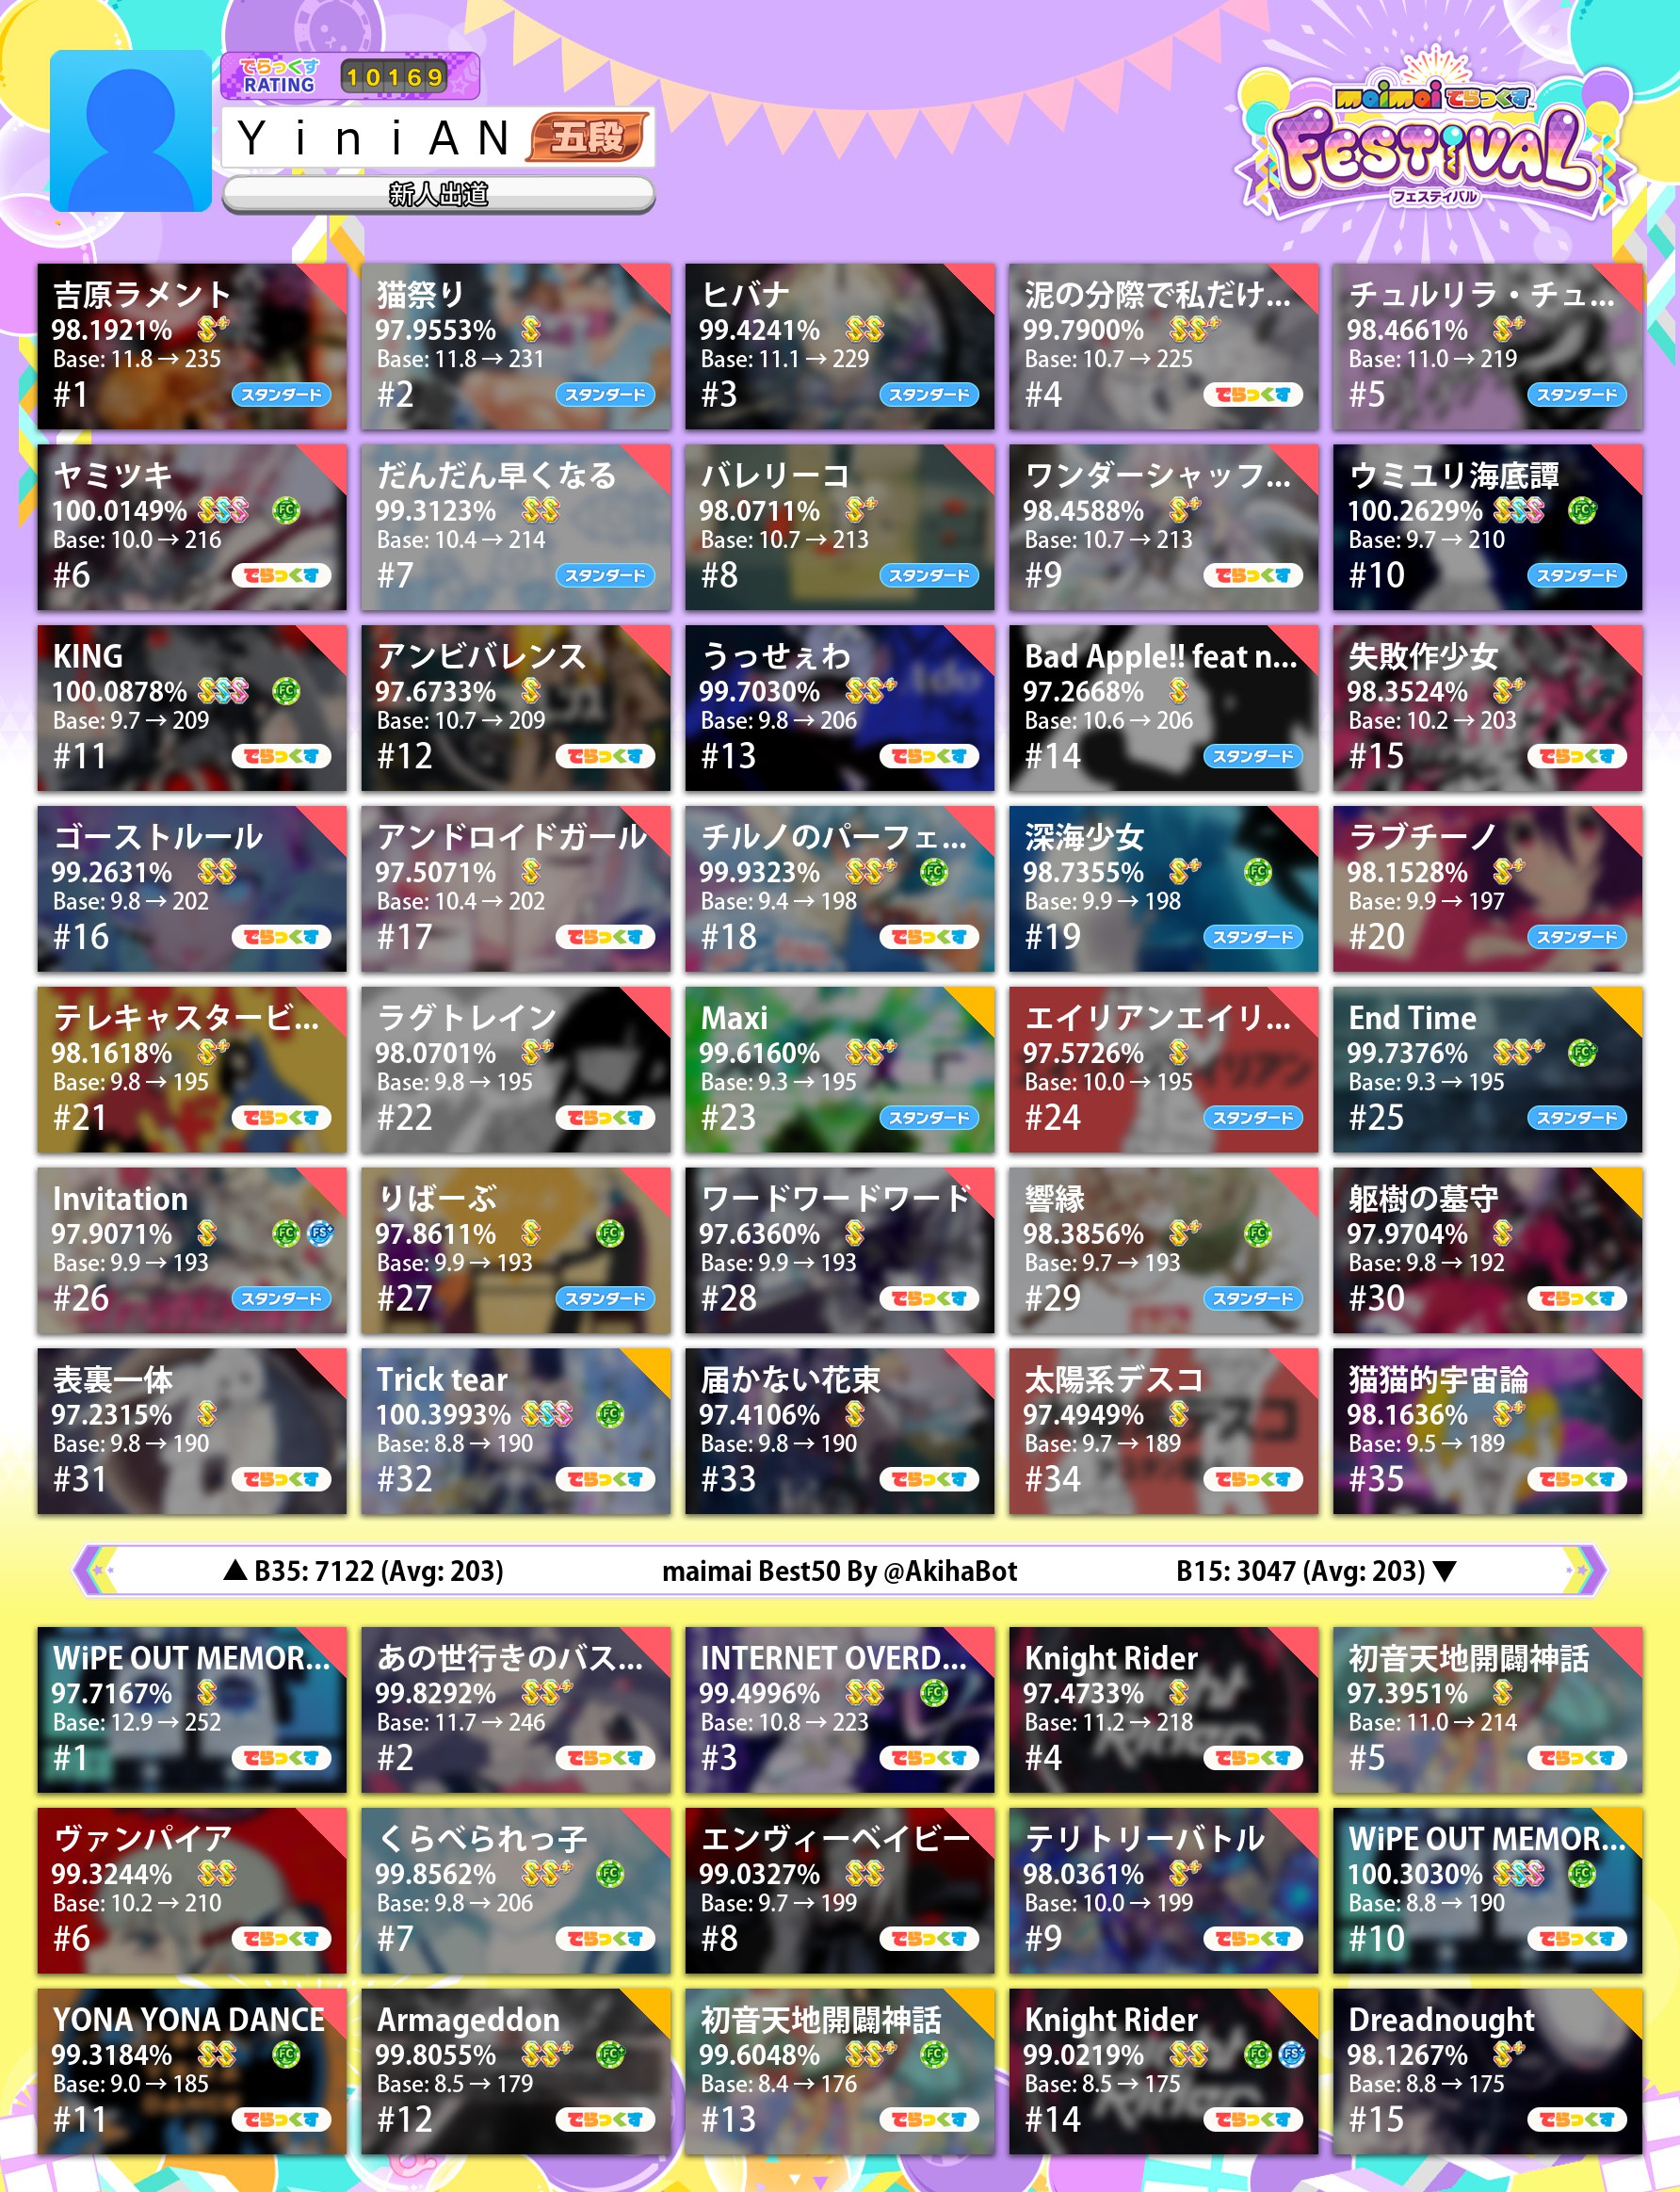 でらっくす
RATING
10169
ＹｉｎｉＡＮ
五段
新人出道
maimai でらっくす
FESTiVAL
フェスティバル
吉原ラメント
98.1921% S+
Base: 11.8 → 235
#1 スタンダード
猫祭り
97.9553% S
Base: 11.8 → 231
#2 スタンダード
ヒバナ
99.4241% SS
Base: 11.1 → 229
#3 スタンダード
泥の分際で私だけ...
99.7900% SS+
Base: 10.7 → 225
#4 でらっくす
チュルリラ・チュ...
98.4661% S+
Base: 11.0 → 219
#5 スタンダード
ヤミツキ
100.0149% SSS FC
Base: 10.0 → 216
#6 でらっくす
だんだん早くなる
99.3123% SS
Base: 10.4 → 214
#7 スタンダード
バレリーコ
98.0711% S+
Base: 10.7 → 213
#8 スタンダード
ワンダーシャッフ...
98.4588% S+
Base: 10.7 → 213
#9 でらっくす
ウミユリ海底譚
100.2629% SSS FC+
Base: 9.7 → 210
#10 スタンダード
KING
100.0878% SSS FC
Base: 9.7 → 209
#11 でらっくす
アンビバレンス
97.6733% S
Base: 10.7 → 209
#12 でらっくす
うっせぇわ
99.7030% SS+
Base: 9.8 → 206
#13 でらっくす
Bad Apple!! feat n...
97.2668% S
Base: 10.6 → 206
#14 スタンダード
失敗作少女
98.3524% S+
Base: 10.2 → 203
#15 でらっくす
ゴーストルール
99.2631% SS
Base: 9.8 → 202
#16 でらっくす
アンドロイドガール
97.5071% S
Base: 10.4 → 202
#17 でらっくす
チルノのパーフェ...
99.9323% SS+ FC
Base: 9.4 → 198
#18 でらっくす
深海少女
98.7355% S+ FC
Base: 9.9 → 198
#19 スタンダード
ラブチーノ
98.1528% S+
Base: 9.9 → 197
#20 スタンダード
テレキャスタービ...
98.1618% S+
Base: 9.8 → 195
#21 でらっくす
ラグトレイン
98.0701% S+
Base: 9.8 → 195
#22 でらっくす
Maxi
99.6160% SS+
Base: 9.3 → 195
#23 スタンダード
エイリアンエイリ...
97.5726% S
Base: 10.0 → 195
#24 スタンダード
End Time
99.7376% SS+ FC+
Base: 9.3 → 195
#25 スタンダード
Invitation
97.9071% S FC FS+
Base: 9.9 → 193
#26 スタンダード
りばーぶ
97.8611% S FC
Base: 9.9 → 193
#27 スタンダード
ワードワードワード
97.6360% S
Base: 9.9 → 193
#28 でらっくす
響縁
98.3856% S+ FC
Base: 9.7 → 193
#29 スタンダード
躯樹の墓守
97.9704% S
Base: 9.8 → 192
#30 でらっくす
表裏一体
97.2315% S
Base: 9.8 → 190
#31 でらっくす
Trick tear
100.3993% SSS FC
Base: 8.8 → 190
#32 でらっくす
届かない花束
97.4106% S
Base: 9.8 → 190
#33 でらっくす
太陽系デスコ
97.4949% S
Base: 9.7 → 189
#34 でらっくす
猫猫的宇宙論
98.1636% S+
Base: 9.5 → 189
#35 でらっくす
▲ B35: 7122 (Avg: 203) maimai Best50 By @AkihaBot B15: 3047 (Avg: 203) ▼
WiPE OUT MEMOR...
97.7167% S
Base: 12.9 → 252
#1 でらっくす
あの世行きのバス...
99.8292% SS+
Base: 11.7 → 246
#2 でらっくす
INTERNET OVERD...
99.4996% SS FC
Base: 10.8 → 223
#3 でらっくす
Knight Rider
97.4733% S
Base: 11.2 → 218
#4 でらっくす
初音天地開闢神話
97.3951% S
Base: 11.0 → 214
#5 でらっくす
ヴァンパイア
99.3244% SS
Base: 10.2 → 210
#6 でらっくす
くらべられっ子
99.8562% SS+ FC
Base: 9.8 → 206
#7 でらっくす
エンヴィーベイビー
99.0327% SS
Base: 9.7 → 199
#8 でらっくす
テリトリーバトル
98.0361% S+
Base: 10.0 → 199
#9 でらっくす
WiPE OUT MEMOR...
100.3030% SSS FC
Base: 8.8 → 190
#10 でらっくす
YONA YONA DANCE
99.3184% SS FC
Base: 9.0 → 185
#11 でらっくす
Armageddon
99.8055% SS+ FC+
Base: 8.5 → 179
#12 でらっくす
初音天地開闢神話
99.6048% SS+ FC
Base: 8.4 → 176
#13 でらっくす
Knight Rider
99.0219% SS FC FS+
Base: 8.5 → 175
#14 でらっくす
Dreadnought
98.1267% S+
Base: 8.8 → 175
#15 でらっくす